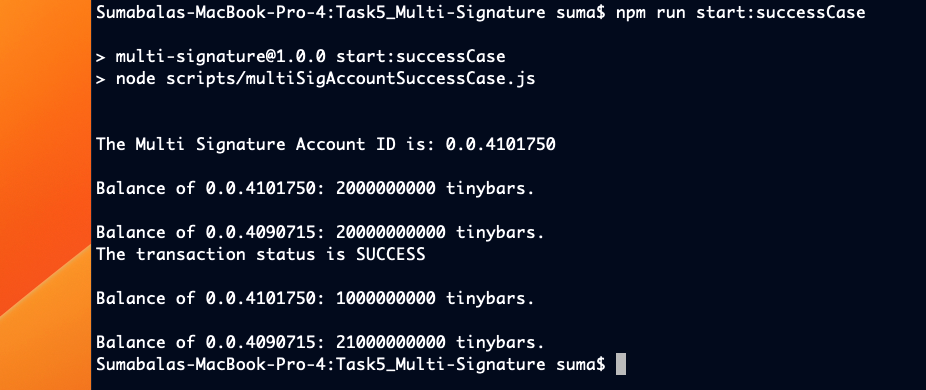 Sumabalas-MacBook-Pro-4:Task5_Multi-Signature suma$ npm run start:successCase
> multi-signature@1.0.0 start:successCase
> node scripts/multiSigAccountSuccessCase.js
The Multi Signature Account ID is: 0.0.4101750
Balance of 0.0.4101750: 2000000000 tinybars.
Balance of 0.0.4090715: 20000000000 tinybars.
The transaction status is SUCCESS
Balance of 0.0.4101750: 1000000000 tinybars.
Balance of 0.0.4090715: 21000000000 tinybars.
Sumabalas-MacBook-Pro-4:Task5_Multi-Signature suma$